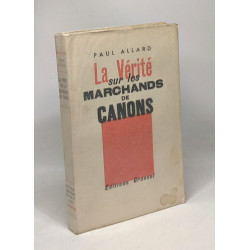 PAUL ALLARD
La Vérité
sur les
MARCHANDS
DE
CANONS
Editions Grasset